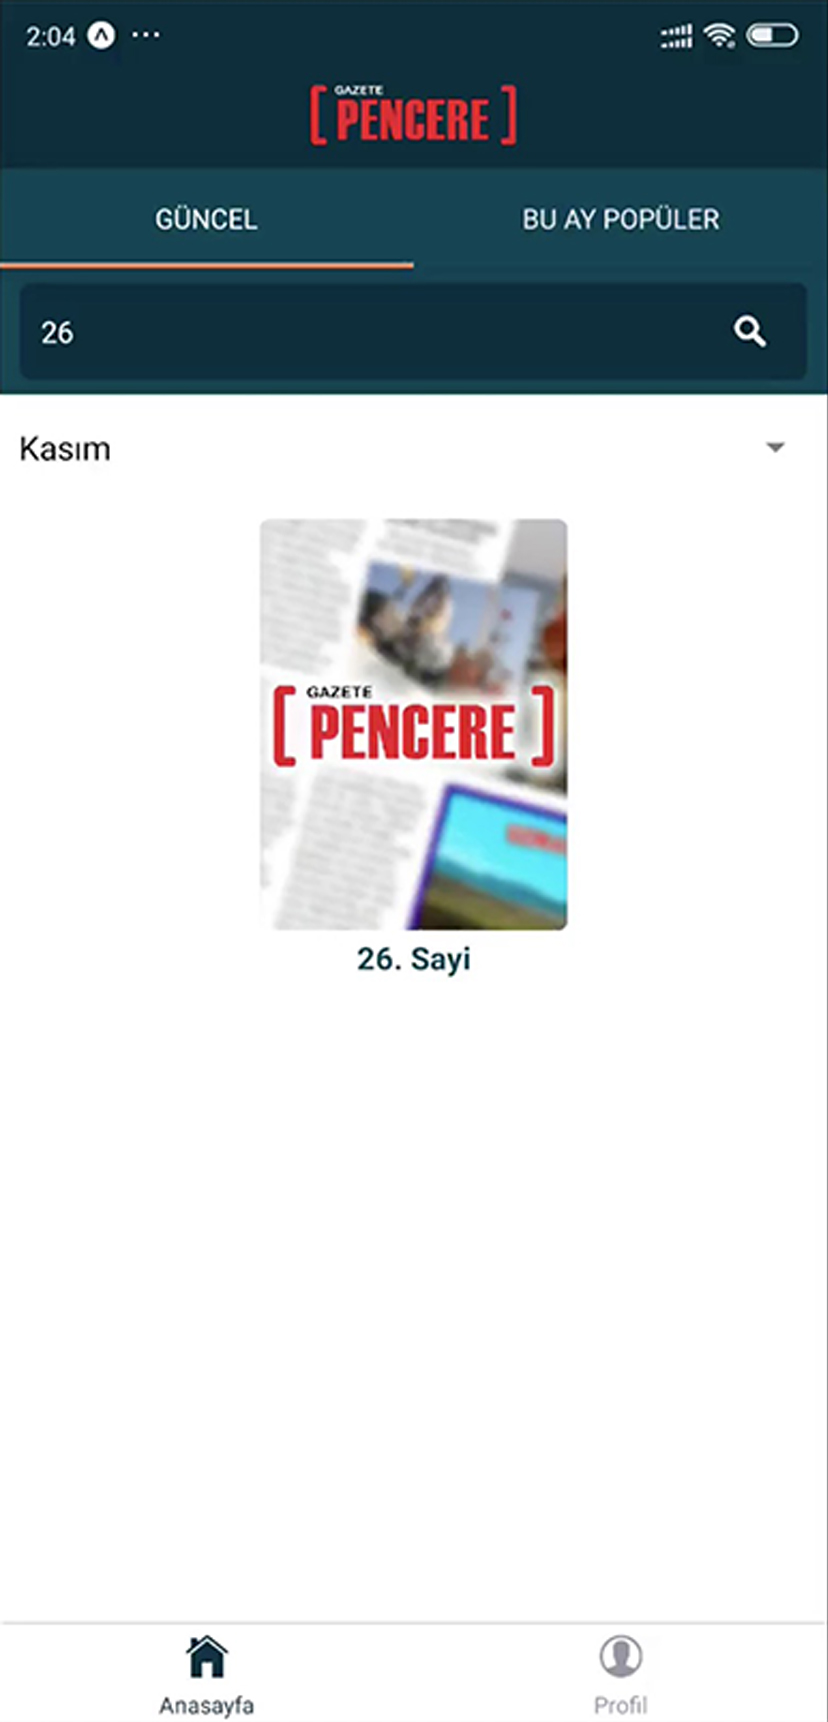 2:04
GAZETE
[ PENCERE ]
GÜNCEL
BU AY POPÜLER
26
Kasım
GAZETE
[ PENCERE ]
26. Sayi
Anasayfa
Profil